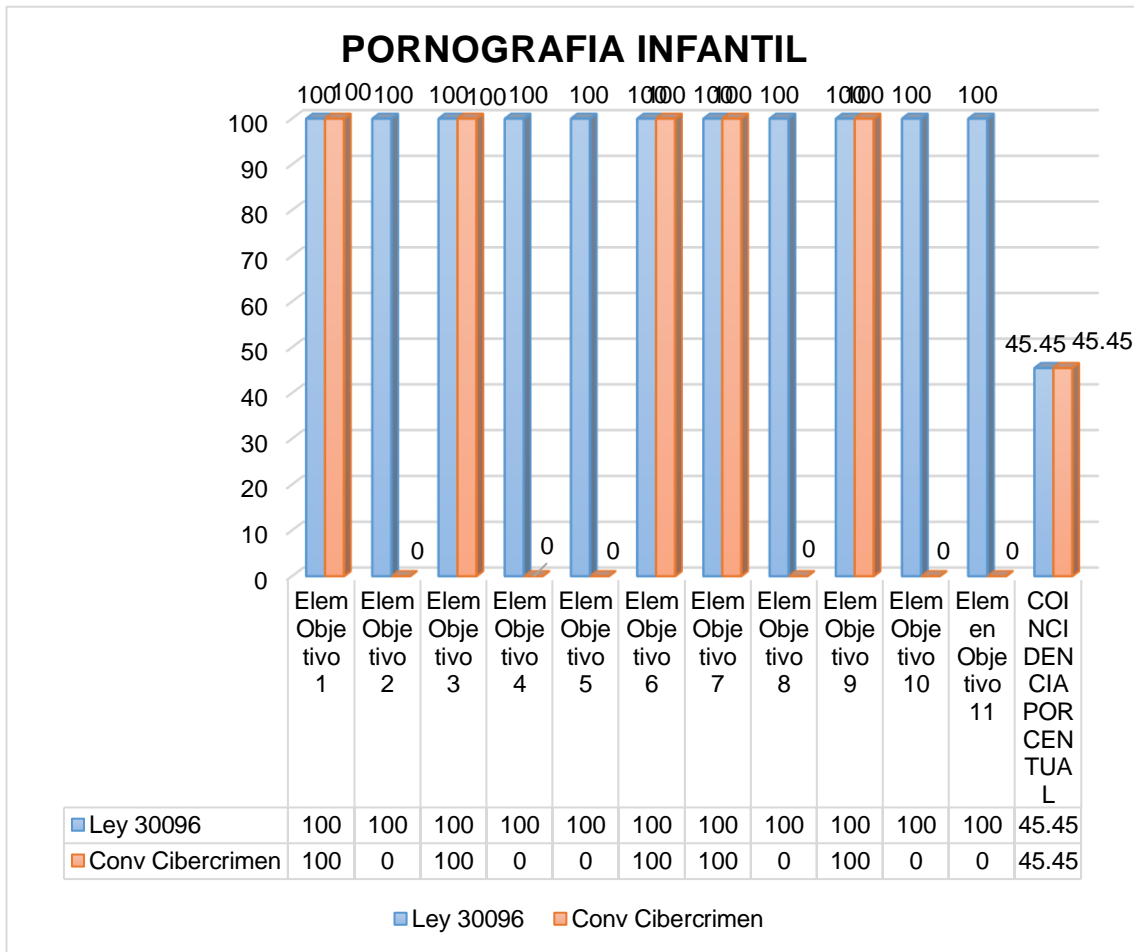 PORNOGRAFIA INFANTIL
100 100 100 100 100 100 100 100 100 100 100 100 100 100 100 100
100
90
80
70
60
50
40
30
20
10
0
0 0 0 0 0 0
45.45 45.45
Elem Objetivo 1
Elem Objetivo 2
Elem Objetivo 3
Elem Objetivo 4
Elem Objetivo 5
Elem Objetivo 6
Elem Objetivo 7
Elem Objetivo 8
Elem Objetivo 9
Elem Objetivo 10
Elem en Objetivo 11
COINCIDENCIA PORCENTUAL
Ley 30096 100 100 100 100 100 100 100 100 100 100 100 45.45
Conv Cibercrimen 100 0 100 0 0 100 100 0 100 0 0 45.45
Ley 30096 Conv Cibercrimen